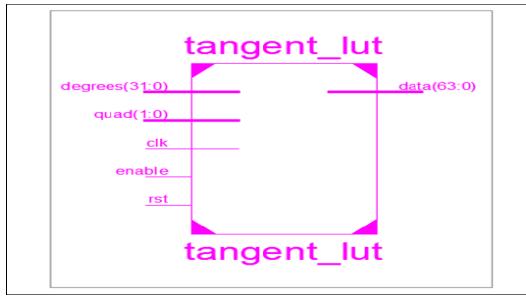 tangent_lut
degrees(31:0)
data(63:0)
quad(1:0)
clk
enable
rst
tangent_lut